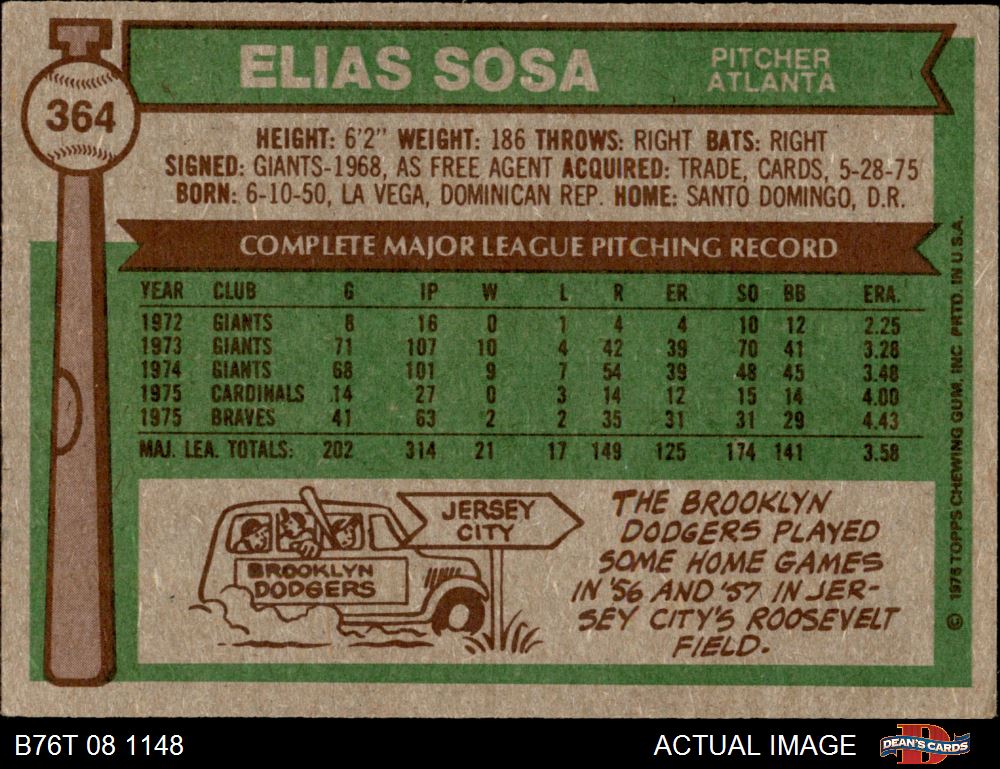 364
ELIAS SOSA
PITCHER
ATLANTA
HEIGHT: 6'2" WEIGHT: 186 THROWS: RIGHT BATS: RIGHT
SIGNED: GIANTS-1968, AS FREE AGENT ACQUIRED: TRADE, CARDS, 5-28-75
BORN: 6-10-50, LA VEGA, DOMINICAN REP. HOME: SANTO DOMINGO, D.R.
COMPLETE MAJOR LEAGUE PITCHING RECORD
YEAR CLUB G IP W L R ER SO BB ERA.
1972 GIANTS 8 16 0 1 4 4 10 12 2.25
1973 GIANTS 71 107 10 4 42 39 70 41 3.28
1974 GIANTS 68 101 9 7 54 39 48 45 3.48
1975 CARDINALS 14 27 0 3 14 12 15 14 4.00
1975 BRAVES 41 63 2 2 35 31 31 29 4.43
MAJ. LEA. TOTALS: 202 314 21 17 149 125 174 141 3.58
JERSEY
CITY
BROOKLYN
DODGERS
THE BROOKLYN
DODGERS PLAYED
SOME HOME GAMES
IN '56 AND '57 IN JER-
SEY CITY'S ROOSEVELT
FIELD.
© 1976 TOPPS CHEWING GUM, INC. PRTD. IN U.S.A.
B76T 08 1148
ACTUAL IMAGE
DEAN'S CARDS